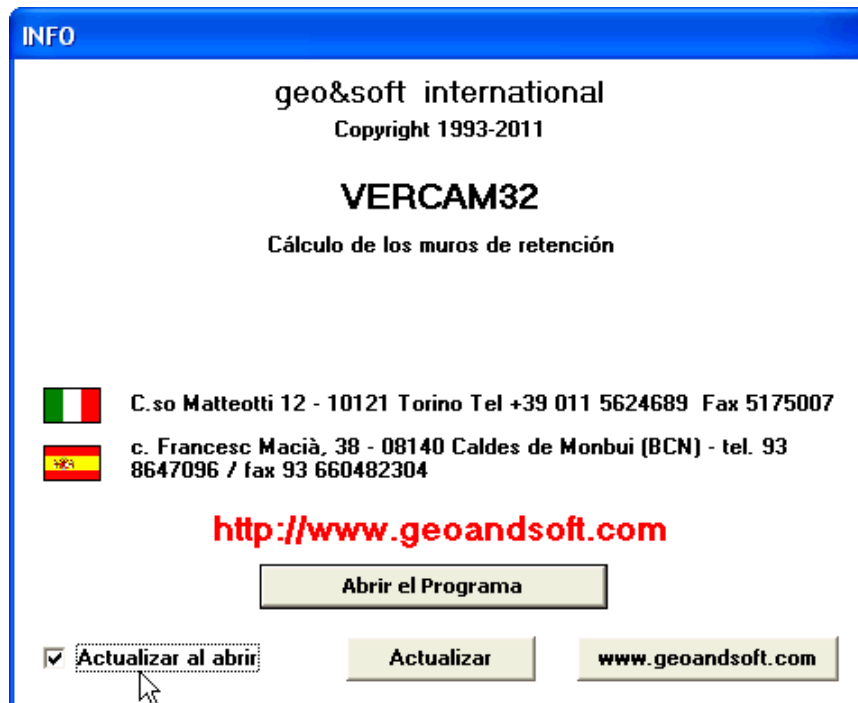 INFO
geo&soft international
Copyright 1993-2011
VERCAM32
Cálculo de los muros de retención
C.so Matteotti 12 - 10121 Torino Tel +39 011 5624689 Fax 5175007
c. Francesc Macià, 38 - 08140 Caldes de Monbui (BCN) - tel. 93
8647096 / fax 93 660482304
http://www.geoandsoft.com
Abrir el Programa
Actualizar al abrir
Actualizar
www.geoandsoft.com